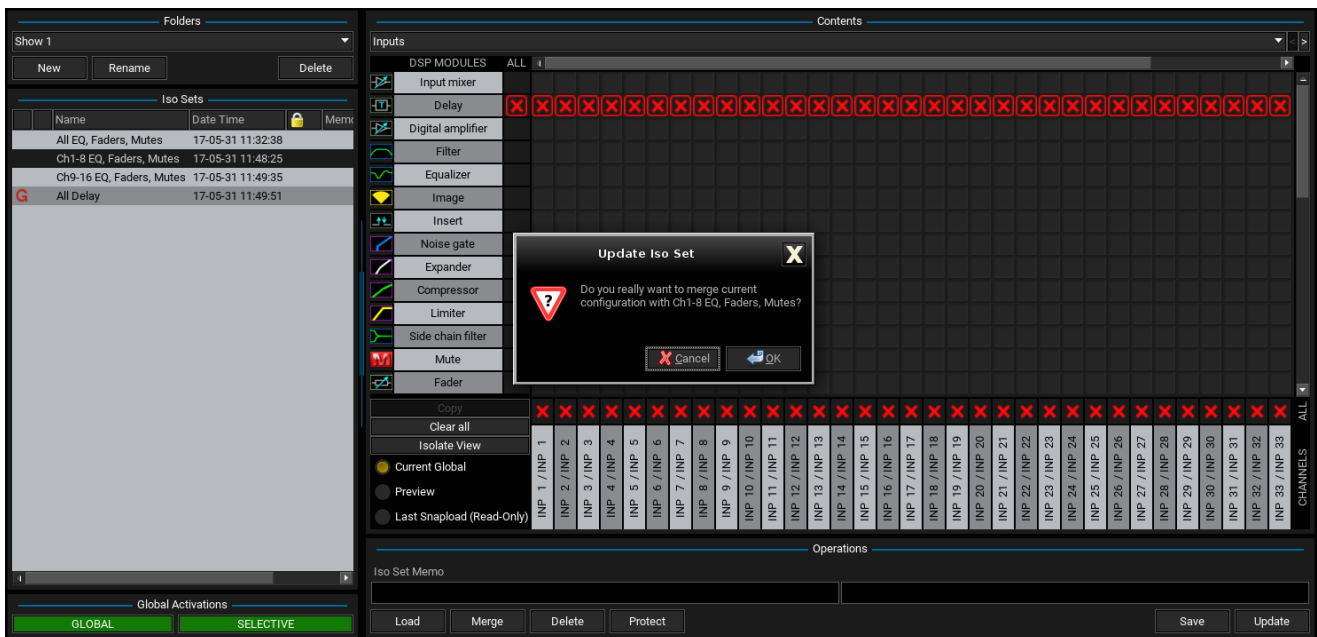 Folders
Show 1
New Rename Delete
Iso Sets
Name Date Time Memo
All EQ, Faders, Mutes 17-05-31 11:32:38
Ch1-8 EQ, Faders, Mutes 17-05-31 11:48:25
Ch9-16 EQ, Faders, Mutes 17-05-31 11:49:35
G All Delay 17-05-31 11:49:51
Global Activations
GLOBAL SELECTIVE
Contents
Inputs < >
DSP MODULES ALL
Input mixer
Delay
Digital amplifier
Filter
Equalizer
Image
Insert
Noise gate
Expander
Compressor
Limiter
Side chain filter
Mute
Fader
Update Iso Set
Do you really want to merge current
configuration with Ch1-8 EQ, Faders, Mutes?
Cancel OK
Copy
Clear all
Isolate View
Current Global
Preview
Last Snapload (Read-Only)
INP 1 / INP 1
INP 2 / INP 2
INP 3 / INP 3
INP 4 / INP 4
INP 5 / INP 5
INP 6 / INP 6
INP 7 / INP 7
INP 8 / INP 8
INP 9 / INP 9
INP 10 / INP 10
INP 11 / INP 11
INP 12 / INP 12
INP 13 / INP 13
INP 14 / INP 14
INP 15 / INP 15
INP 16 / INP 16
INP 17 / INP 17
INP 18 / INP 18
INP 19 / INP 19
INP 20 / INP 20
INP 21 / INP 21
INP 22 / INP 22
INP 23 / INP 23
INP 24 / INP 24
INP 25 / INP 25
INP 26 / INP 26
INP 27 / INP 27
INP 28 / INP 28
INP 29 / INP 29
INP 30 / INP 30
INP 31 / INP 31
INP 32 / INP 32
INP 33 / INP 33
CHANNELS ALL
Operations
Iso Set Memo
Load Merge Delete Protect Save Update